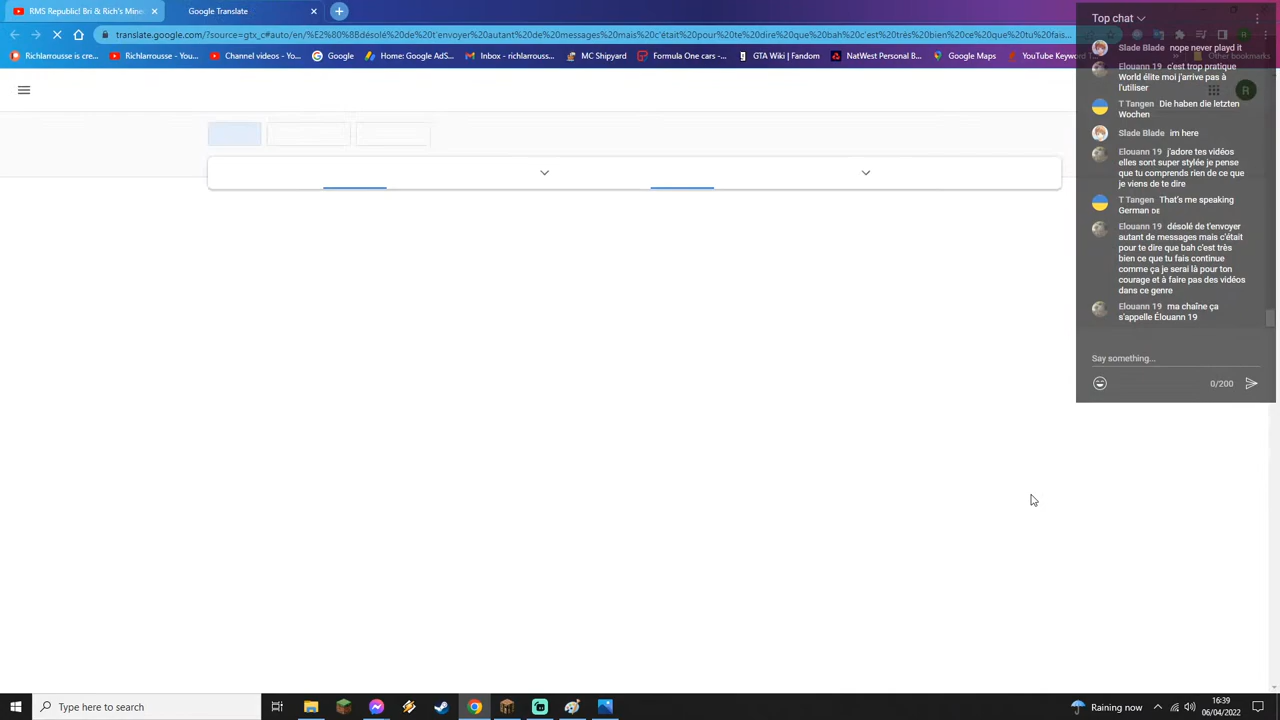 RMS Republic! Bri & Rich's Mine
Google Translate
translate.google.com/?source=gtx_c#auto/en/%E2%80%8Bdésolé%20de%20t'envoyer%20autant%20de%20messages%20mais%20c'était%20pour%20te%20dire%20que%20bah%20c'est%20très%20bien%20ce%20que%20tu%20fais...
Richlarrousse is cre...
Richlarrousse - You...
Channel videos - Yo...
Google
Home: Google AdS...
Inbox - richlarrous...
MC Shipyard
Formula One cars -...
GTA Wiki | Fandom
NatWest Personal B...
Google Maps
YouTube Keyword T
Other bookmarks
R
Top chat
Slade Blade nope never playd it
Elouann 19 c'est trop pratique
World élite moi j'arrive pas à
l'utiliser
T Tangen Die haben die letzten
Wochen
Slade Blade im here
Elouann 19 j'adore tes vidéos
elles sont super stylée je pense
que tu comprends rien de ce que
je viens de te dire
T Tangen That's me speaking
German DE
Elouann 19 désolé de t'envoyer
autant de messages mais c'était
pour te dire que bah c'est très
bien ce que tu fais continue
comme ça je serai là pour ton
courage et à faire pas des vidéos
dans ce genre
Elouann 19 ma chaîne ça
s'appelle Élouann 19
Say something...
0/200
Type here to search
Raining now
16:39
06/04/2022